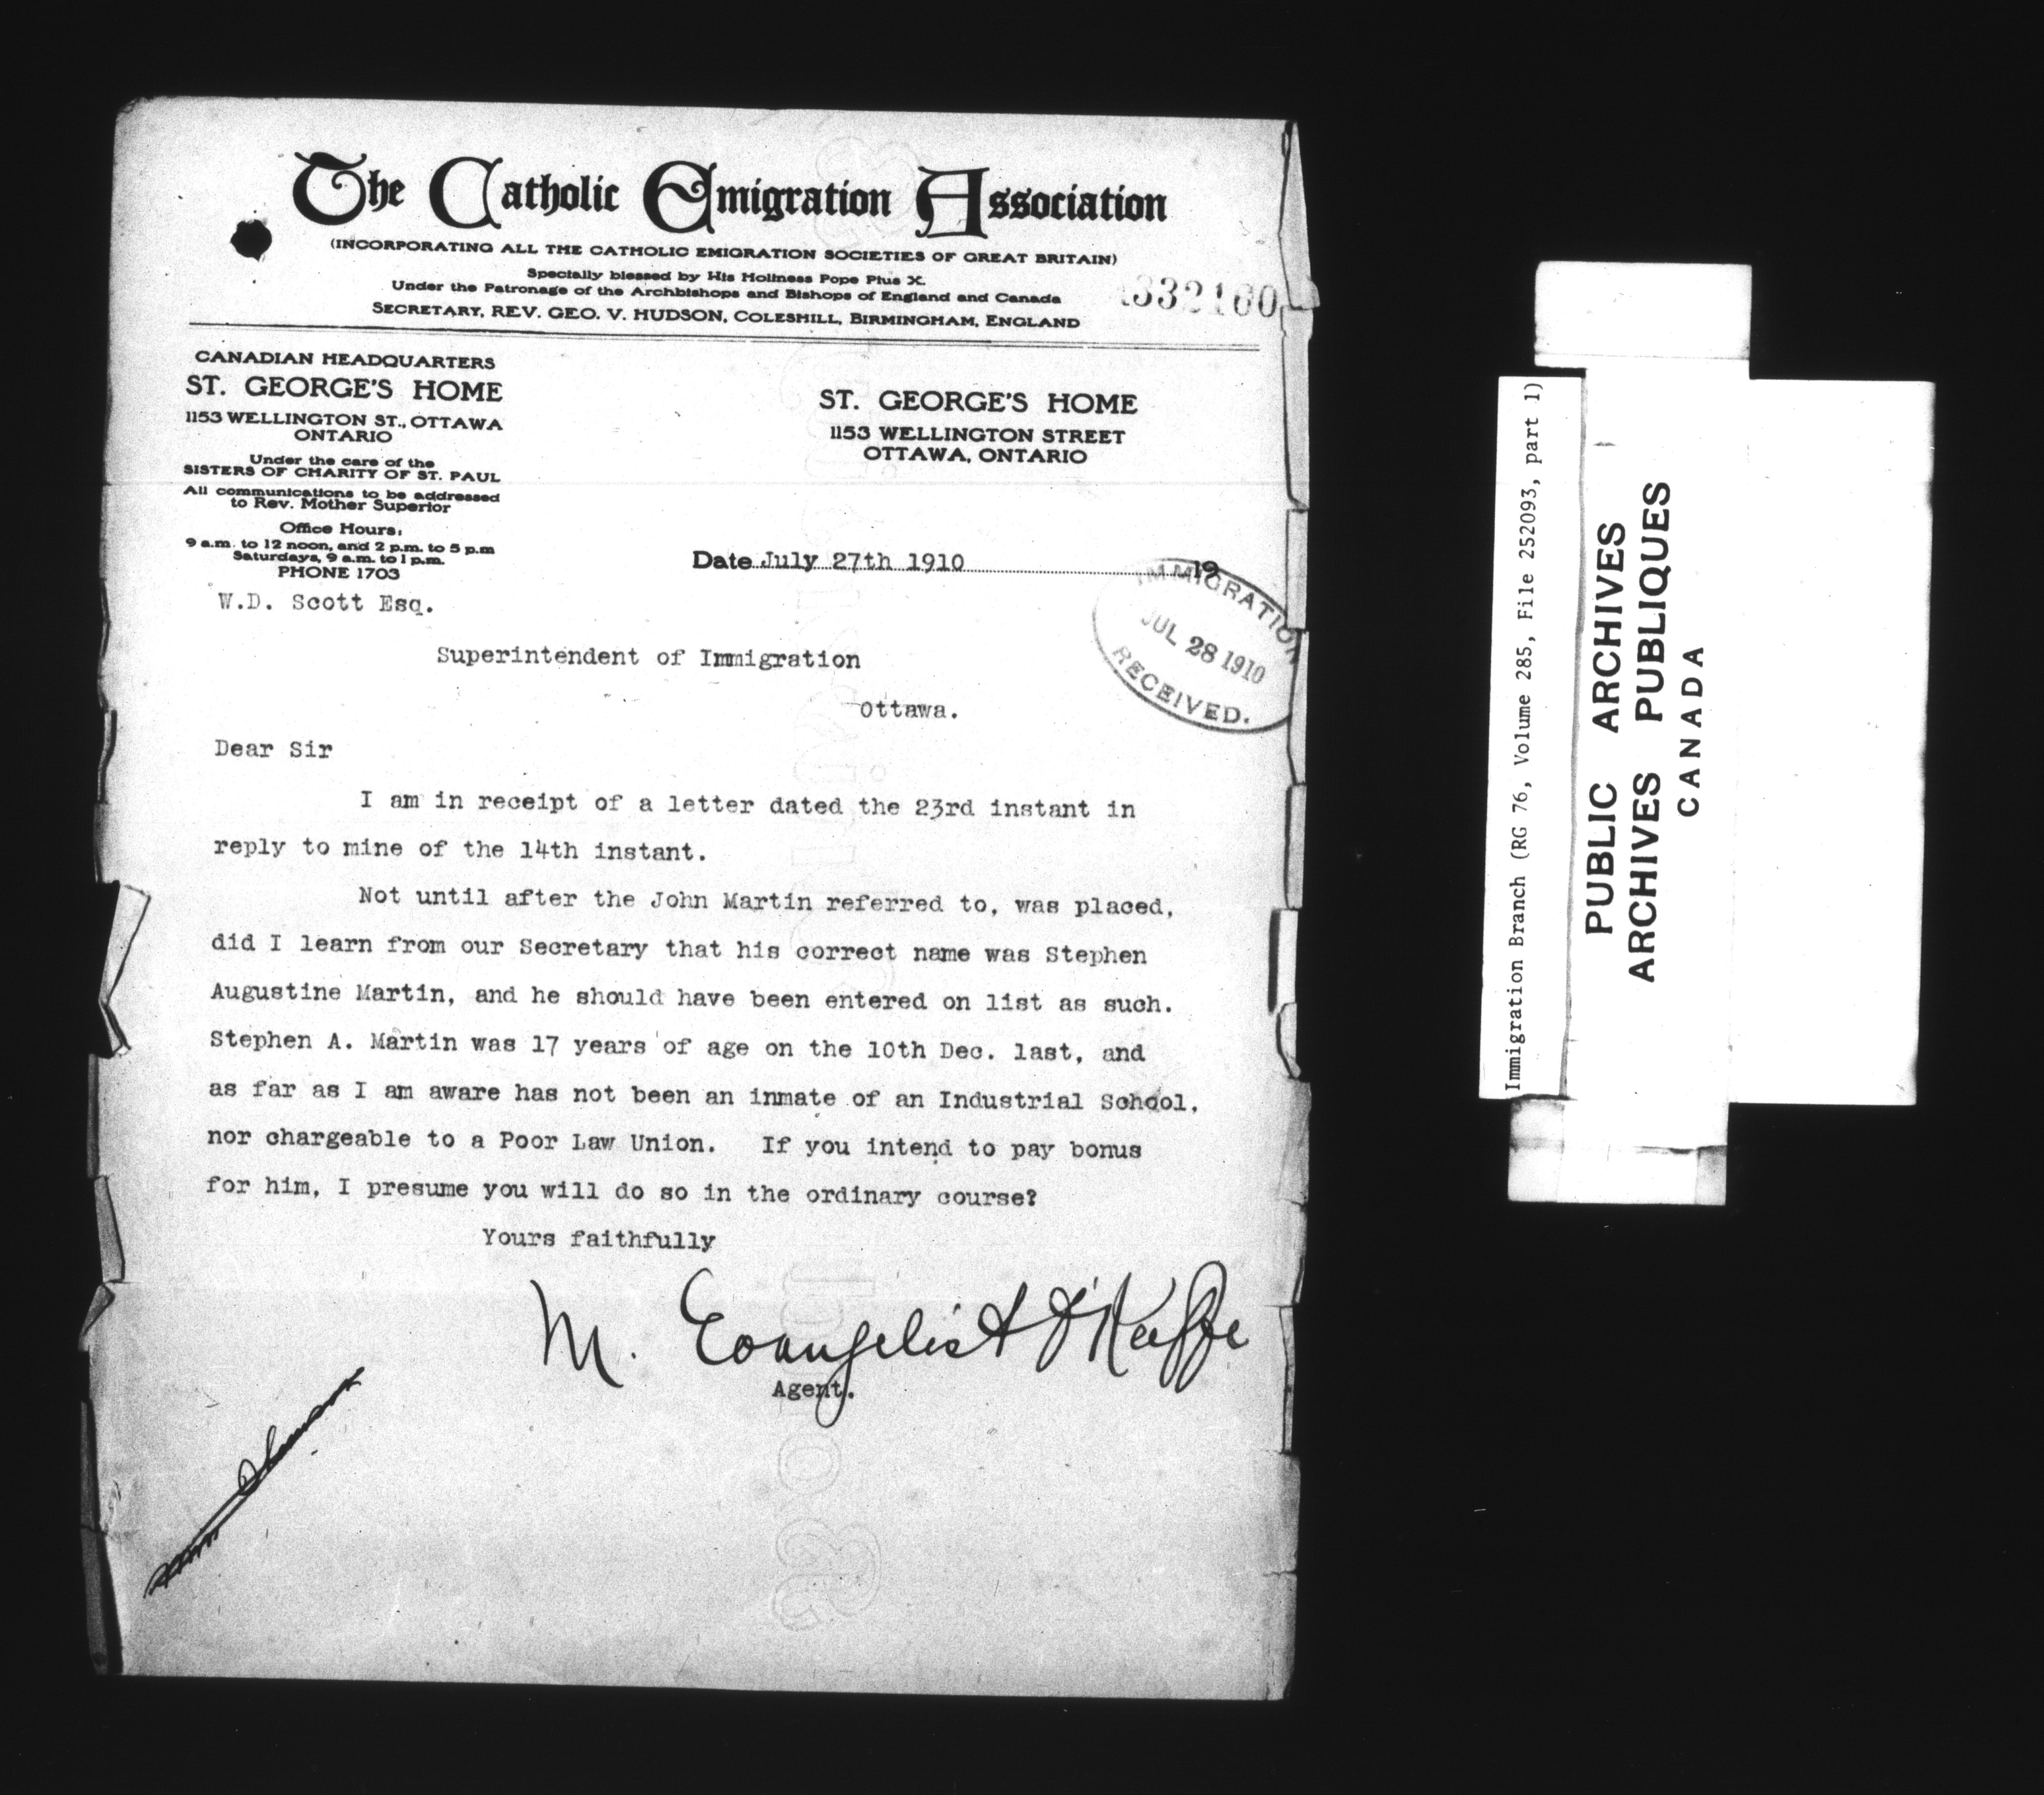 The Catholic Emigration Association
(INCORPORATING ALL THE CATHOLIC EMIGRATION SOCIETIES OF GREAT BRITAIN)
Specially blessed by His Holiness Pope Pius X.
Under the Patronage of the Archbishops and Bishops of England and Canada
SECRETARY, REV. GEO. V. HUDSON, COLESHILL, BIRMINGHAM, ENGLAND
332160
CANADIAN HEADQUARTERS
ST. GEORGE'S HOME
1153 WELLINGTON ST., OTTAWA
ONTARIO
Under the care of the
SISTERS OF CHARITY OF ST. PAUL
All communications to be addressed
to Rev. Mother Superior
Office Hours:
9 a.m. to 12 noon, and 2 p.m. to 5 p.m
Saturdays, 9 a.m. to 1 p.m.
PHONE 1703
ST. GEORGE'S HOME
1153 WELLINGTON STREET
OTTAWA, ONTARIO
Date July 27th 1910 19
IMMIGRATION
JUL 28 1910
RECEIVED.
W.D. Scott Esq.
Superintendent of Immigration
Ottawa.
Dear Sir
I am in receipt of a letter dated the 23rd instant in
reply to mine of the 14th instant.
Not until after the John Martin referred to, was placed,
did I learn from our Secretary that his correct name was Stephen
Augustine Martin, and he should have been entered on list as such.
Stephen A. Martin was 17 years of age on the 10th Dec. last, and
as far as I am aware has not been an inmate of an Industrial School,
nor chargeable to a Poor Law Union. If you intend to pay bonus
for him, I presume you will do so in the ordinary course?
Yours faithfully
M. Evangelist O'Keeffe
Agent.
Immigration Branch (RG 76, Volume 285, File 252093, part 1)
PUBLIC ARCHIVES
ARCHIVES PUBLIQUES
CANADA